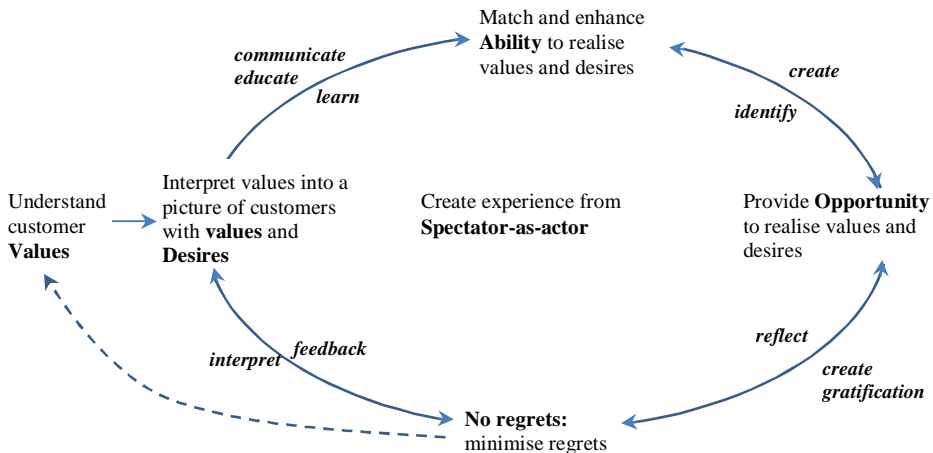 Match and enhance
Ability to realise
values and desires
communicate
educate
learn
create
identify
Understand
customer
Values
Interpret values into a
picture of customers
with values and
Desires
Create experience from
Spectator-as-actor
Provide Opportunity
to realise values and
desires
interpret
feedback
reflect
create
gratification
No regrets:
minimise regrets